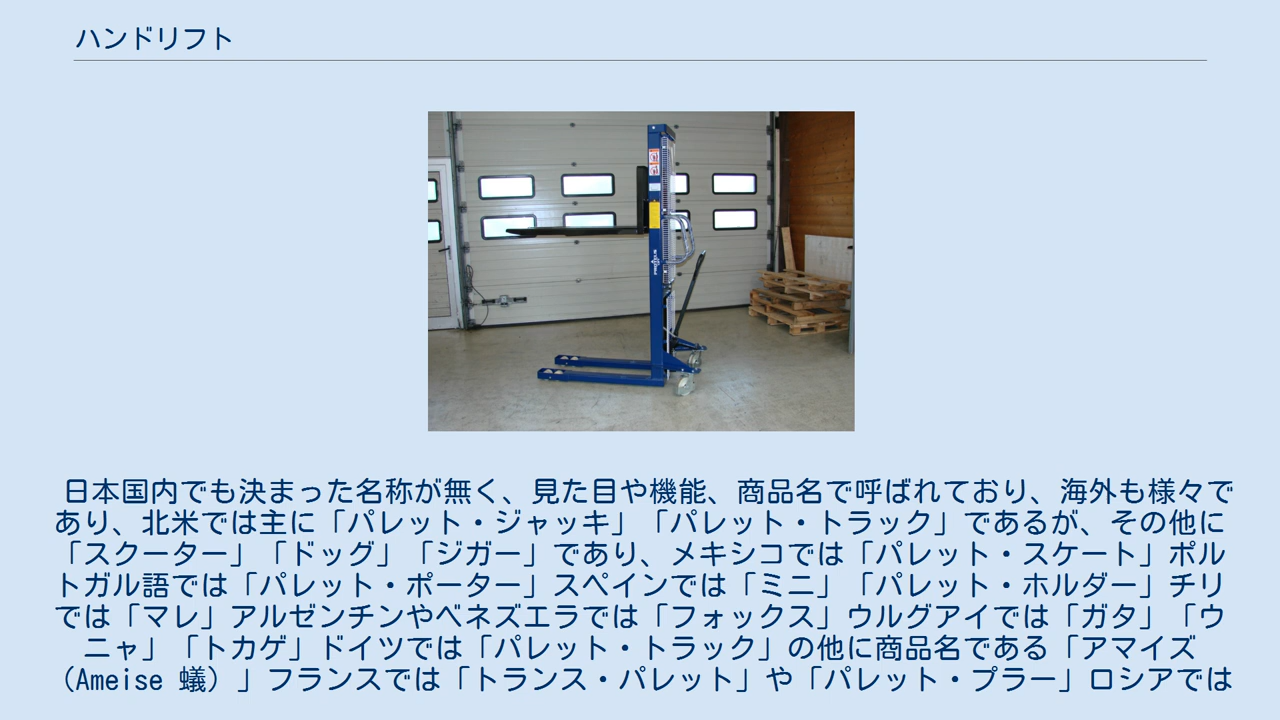 ハンドリフト
日本国内でも決まった名称が無く、見た目や機能、商品名で呼ばれており、海外も様々で
あり、北米では主に「パレット・ジャッキ」「パレット・トラック」であるが、その他に
「スクーター」「ドッグ」「ジガー」であり、メキシコでは「パレット・スケート」ポル
トガル語では「パレット・ポーター」スペインでは「ミニ」「パレット・ホルダー」チリ
では「マレ」アルゼンチンやベネズエラでは「フォックス」ウルグアイでは「ガタ」「ウ
ニャ」「トカゲ」ドイツでは「パレット・トラック」の他に商品名である「アマイズ
（Ameise 蟻）」フランスでは「トランス・パレット」や「パレット・プラー」ロシアでは